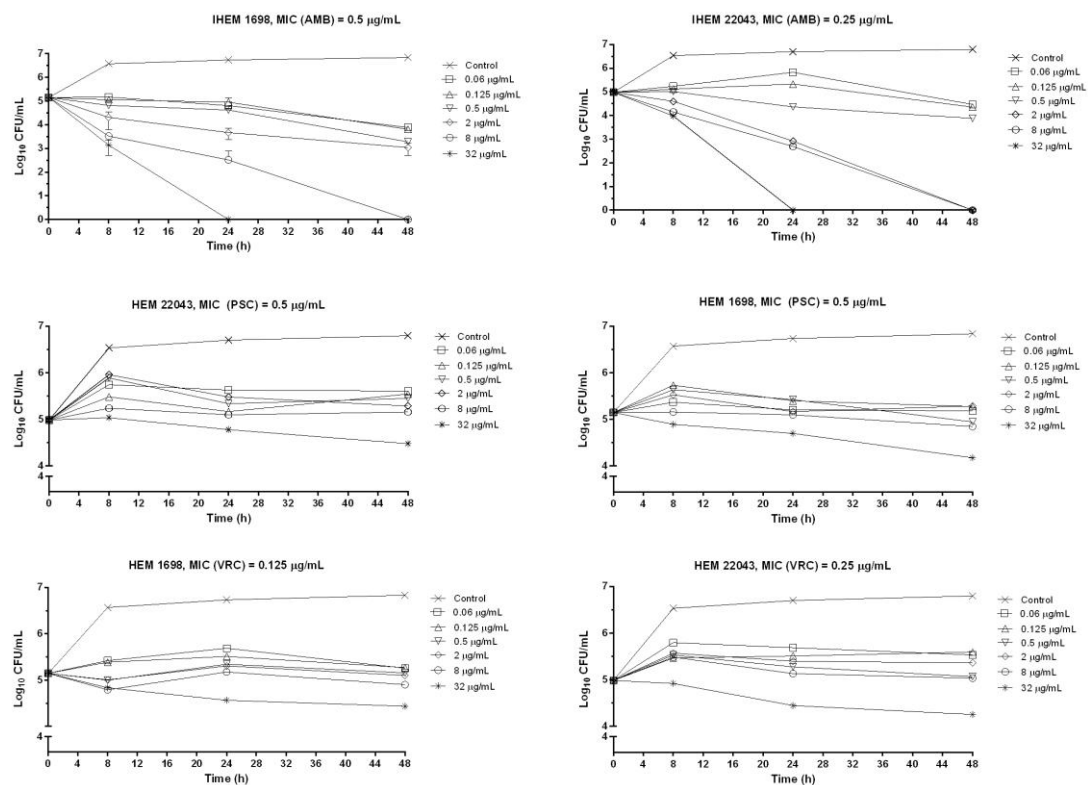 IHEM 1698, MIC (AMB) = 0.5 µg/mL
7
6
5
4
3
2
1
0
Log10 CFU/mL
0 4 8 12 16 20 24 28 32 36 40 44 48
Time (h)
Control
0.06 µg/mL
0.125 µg/mL
0.5 µg/mL
2 µg/mL
8 µg/mL
32 µg/mL
IHEM 22043, MIC (AMB) = 0.25 µg/mL
7
6
5
4
3
2
1
0
Log10 CFU/mL
0 4 8 12 16 20 24 28 32 36 40 44 48
Time (h)
Control
0.06 µg/mL
0.125 µg/mL
0.5 µg/mL
2 µg/mL
8 µg/mL
32 µg/mL
HEM 22043, MIC (PSC) = 0.5 µg/mL
7
6
5
4
4
Log10 CFU/mL
0 4 8 12 16 20 24 28 32 36 40 44 48
Time (h)
Control
0.06 µg/mL
0.125 µg/mL
0.5 µg/mL
2 µg/mL
8 µg/mL
32 µg/mL
HEM 1698, MIC (PSC) = 0.5 µg/mL
7
6
5
4
4
Log10 CFU/mL
0 4 8 12 16 20 24 28 32 36 40 44 48
Time (h)
Control
0.06 µg/mL
0.125 µg/mL
0.5 µg/mL
2 µg/mL
8 µg/mL
32 µg/mL
HEM 1698, MIC (VRC) = 0.125 µg/mL
7
6
5
4
4
Log10 CFU/mL
0 4 8 12 16 20 24 28 32 36 40 44 48
Time (h)
Control
0.06 µg/mL
0.125 µg/mL
0.5 µg/mL
2 µg/mL
8 µg/mL
32 µg/mL
HEM 22043, MIC (VRC) = 0.25 µg/mL
7
6
5
4
4
Log10 CFU/mL
0 4 8 12 16 20 24 28 32 36 40 44 48
Time (h)
Control
0.06 µg/mL
0.125 µg/mL
0.5 µg/mL
2 µg/mL
8 µg/mL
32 µg/mL